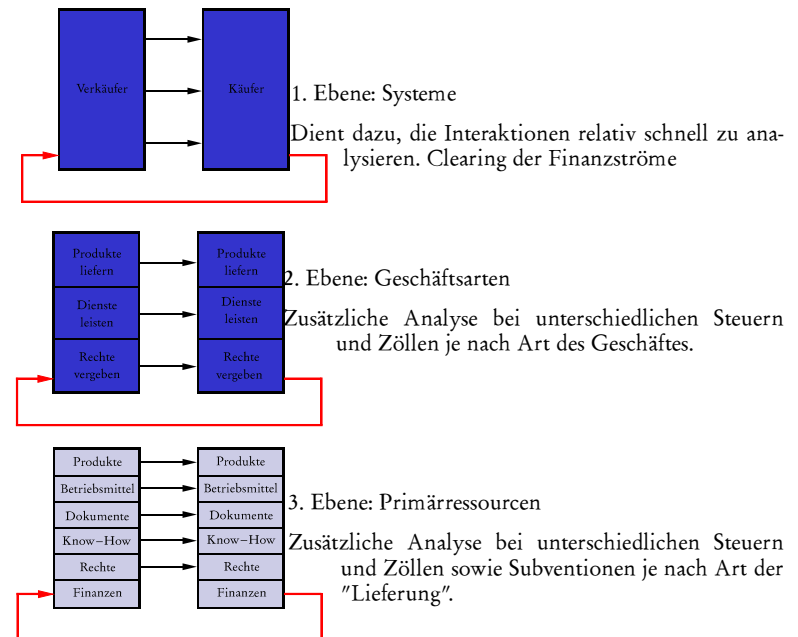 Verkäufer
Käufer
1. Ebene: Systeme
Dient dazu, die Interaktionen relativ schnell zu ana-
lysieren. Clearing der Finanzströme
Produkte
liefern
Dienste
leisten
Rechte
vergeben
Produkte
liefern
Dienste
leisten
Rechte
vergeben
2. Ebene: Geschäftsarten
Zusätzliche Analyse bei unterschiedlichen Steuern
und Zöllen je nach Art des Geschäftes.
Produkte
Betriebsmittel
Dokumente
Know-How
Rechte
Finanzen
Produkte
Betriebsmittel
Dokumente
Know-How
Rechte
Finanzen
3. Ebene: Primärressourcen
Zusätzliche Analyse bei unterschiedlichen Steuern
und Zöllen sowie Subventionen je nach Art der
"Lieferung".